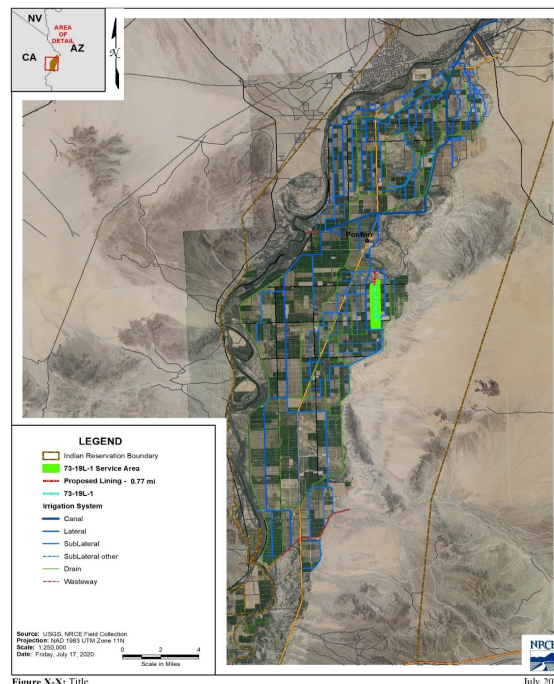 NV
AREA
OF
DETAIL
CA
AZ
N
Poston
LEGEND
Indian Reservation Boundary
73-19L-1 Service Area
Proposed Lining - 0.77 mi
73-19L-1
Irrigation System
Canal
Lateral
SubLateral
SubLateral other
Drain
Wasteway
Source: USGS, NRCE Field Collection
Projection: NAD 1983 UTM Zone 11N
Scale: 1:250,000
Date: Friday, July 17, 2020
0 2 4
Scale in Miles
NRCE
Figure X-X: Title
July 20